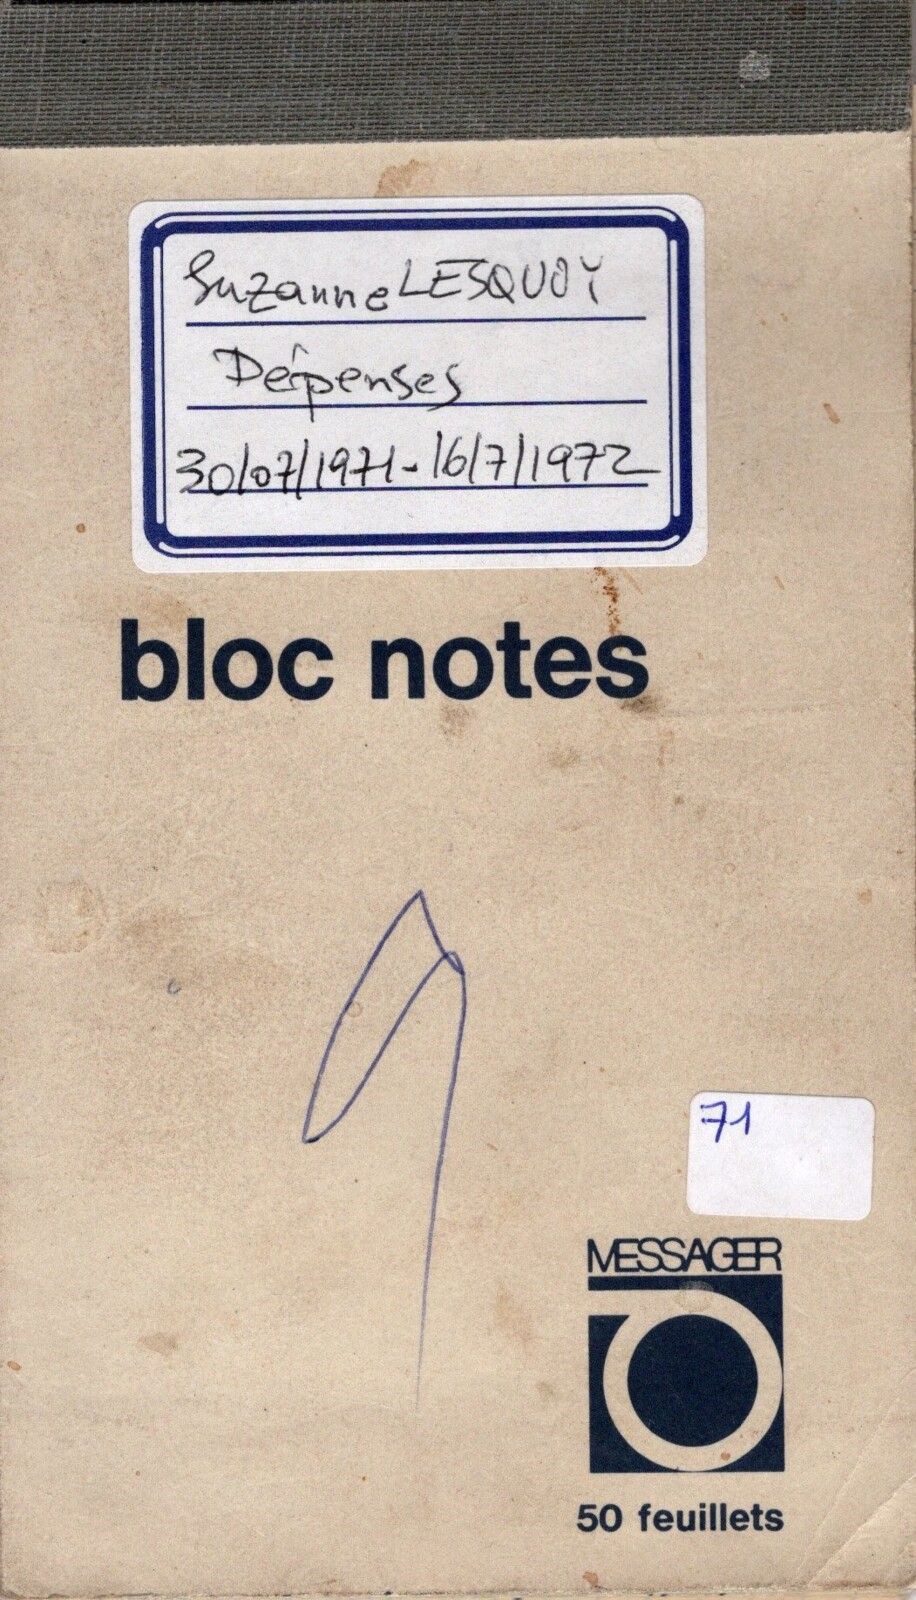 Suzanne LESQUOY
Dépenses
30/07/1971-16/7/1972
bloc notes
9
71
MESSAGER
50 feuillets